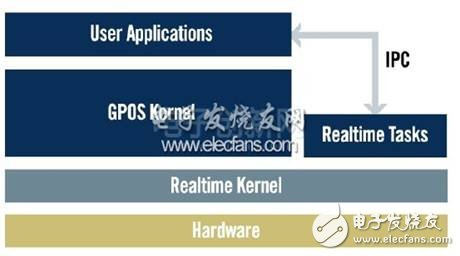 User Applications
IPC
GPOS Kornal
电子发烧友网
www.elecfans.com
Realtime Tasks
Realtime Kernel
Hardware
电子发烧友
www.elecfans.com